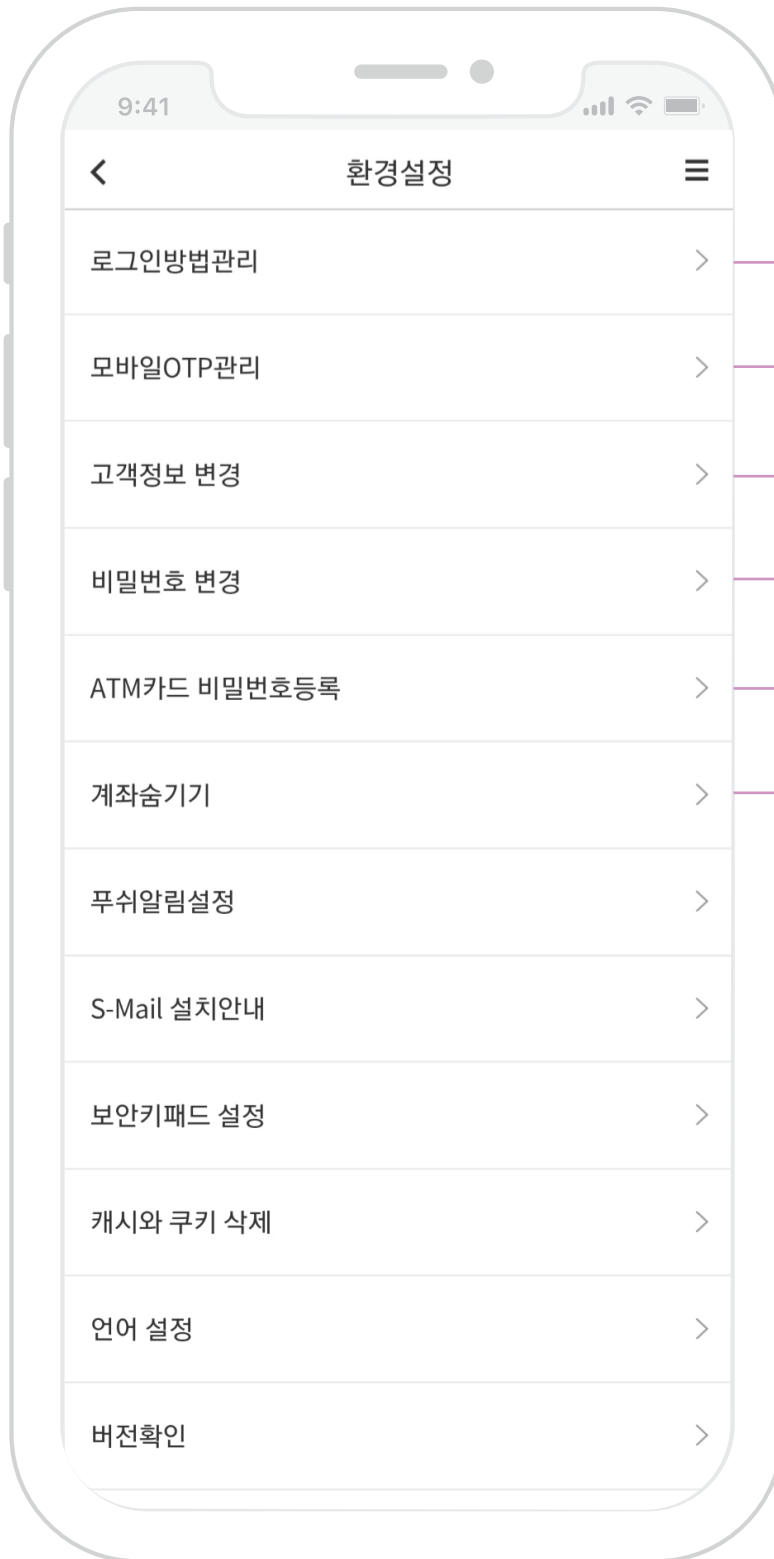 9:41
환경설정
로그인방법관리
모바일OTP관리
고객정보 변경
비밀번호 변경
ATM카드 비밀번호등록
계좌숨기기
푸쉬알림설정
S-Mail 설치안내
보안키패드 설정
캐시와 쿠키 삭제
언어 설정
버전확인